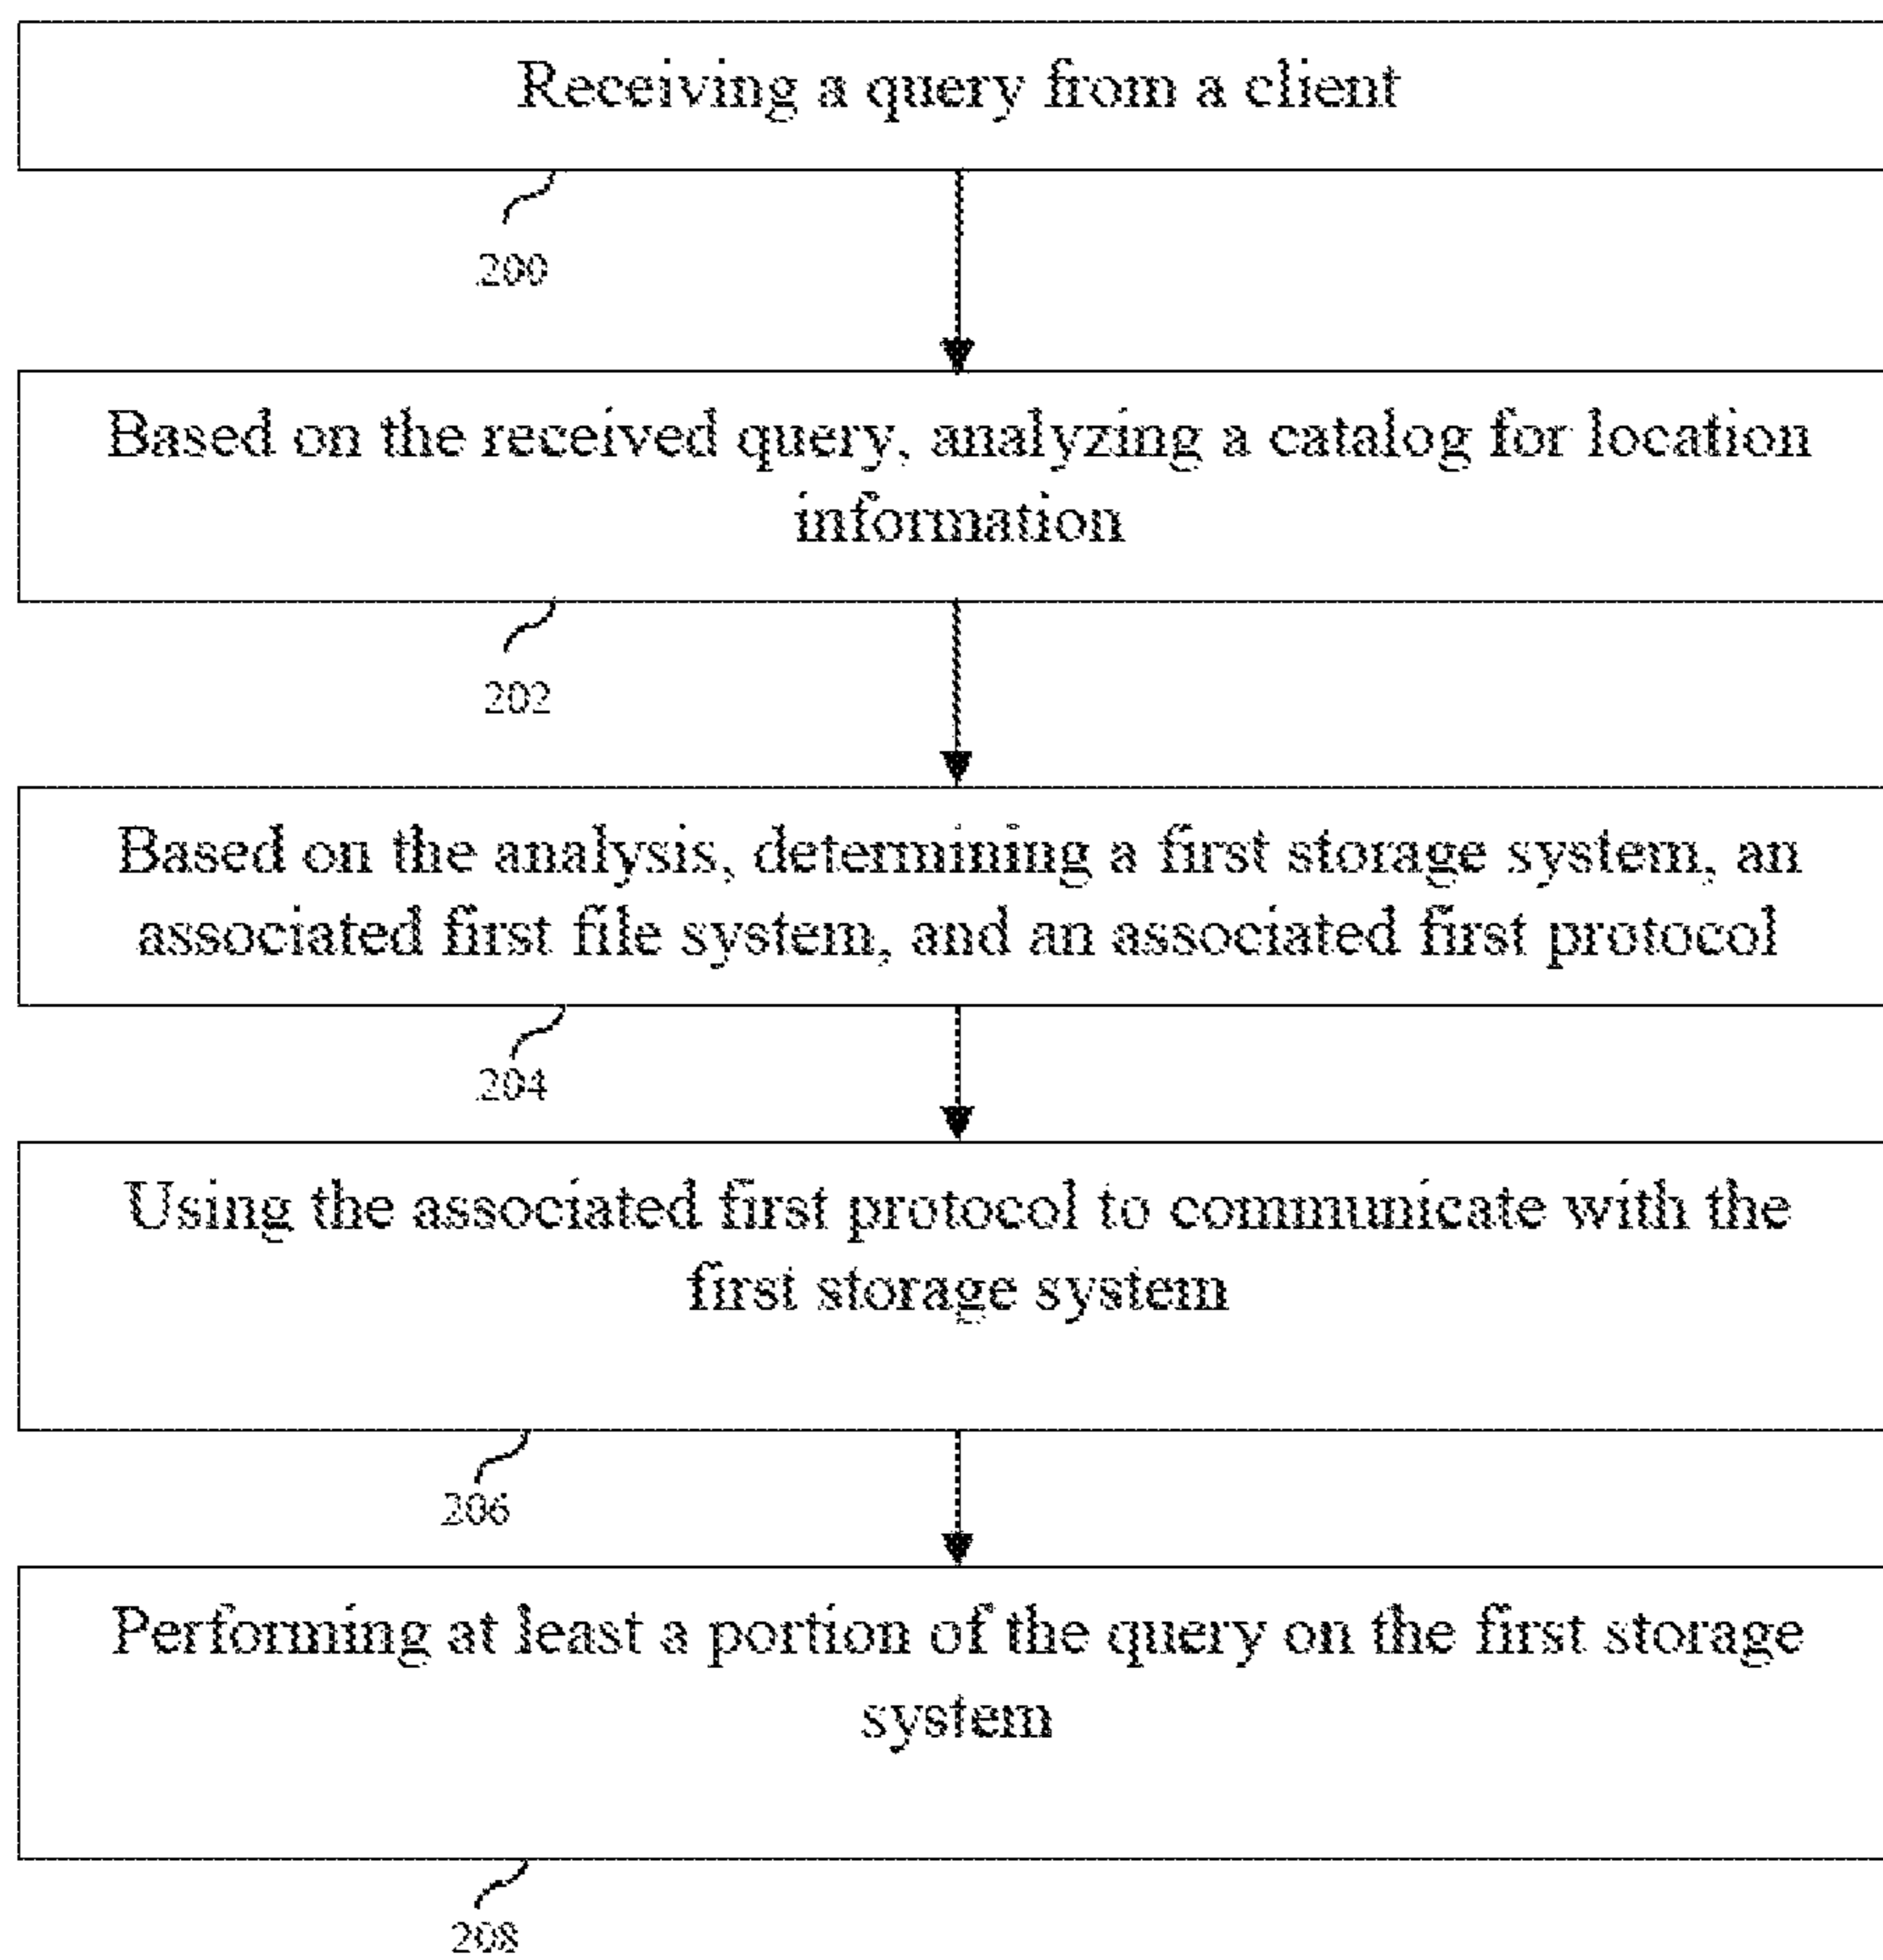 Receiving a query from a client
200
Based on the received query, analyzing a catalog for location
information
202
Based on the analysis, determining a first storage system, an
associated first file system, and an associated first protocol
204
Using the associated first protocol to communicate with the
first storage system
206
Performing at least a portion of the query on the first storage
system
208